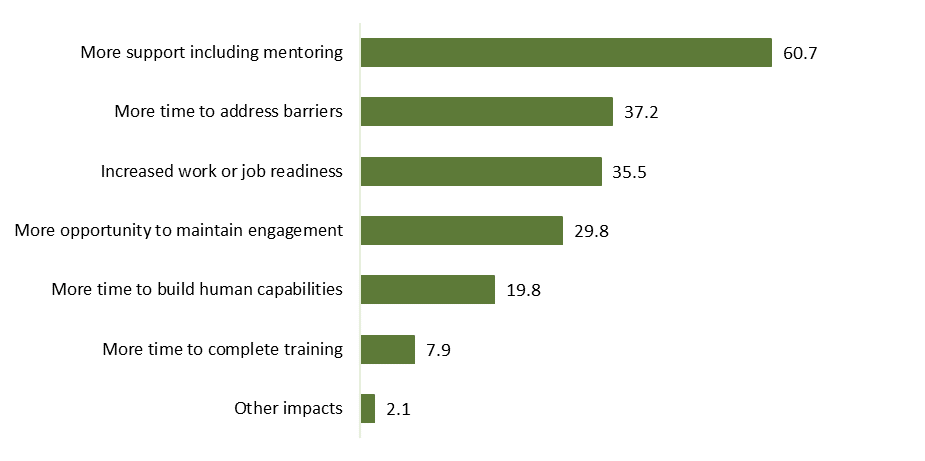 More support including mentoring 60.7
More time to address barriers 37.2
Increased work or job readiness 35.5
More opportunity to maintain engagement 29.8
More time to build human capabilities 19.8
More time to complete training 7.9
Other impacts 2.1